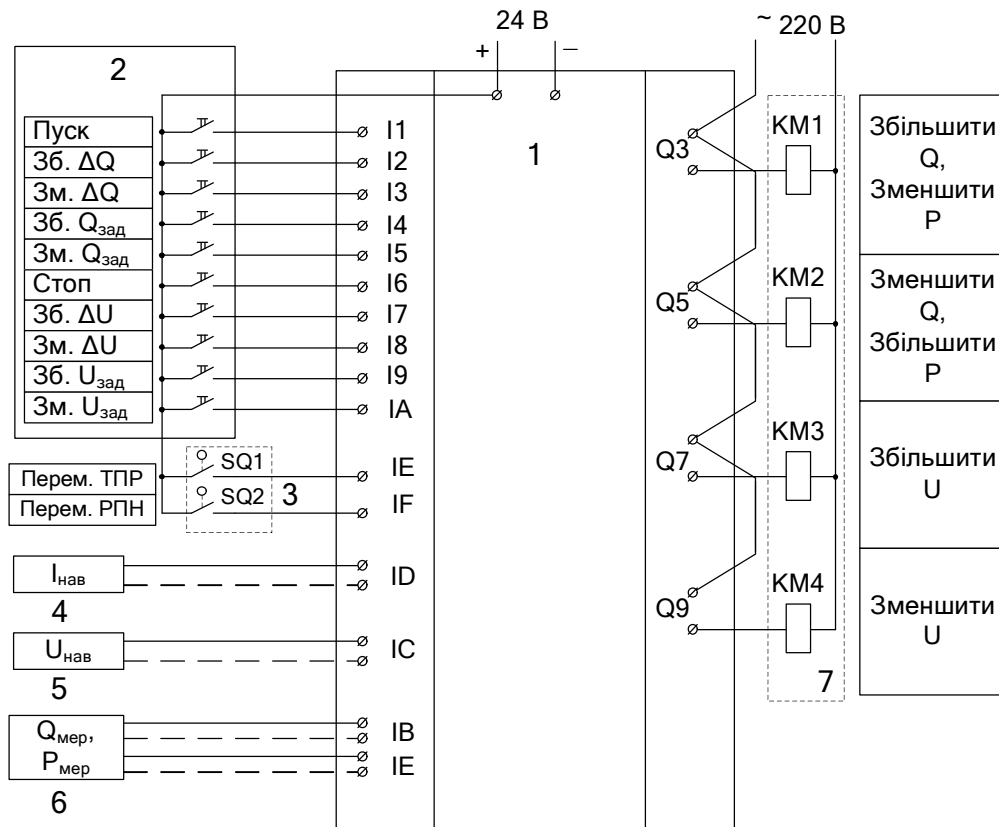 24 В
~ 220 В
+
–
2
1
Пуск
I1
Зб. ΔQ
I2
Зм. ΔQ
I3
Зб. Qзад
I4
Зм. Qзад
I5
Стоп
I6
Зб. ΔU
I7
Зм. ΔU
I8
Зб. Uзад
I9
Зм. Uзад
IA
Перем. ТПР
SQ1
IE
Перем. РПН
SQ2
3
IF
Iнав
ID
4
Uнав
IC
5
Qмер,
IB
Pмер
IE
6
Q3
KM1
Збільшити
Q,
Зменшити
P
Q5
KM2
Зменшити
Q,
Збільшити
P
Q7
KM3
Збільшити
U
Q9
KM4
Зменшити
U
7